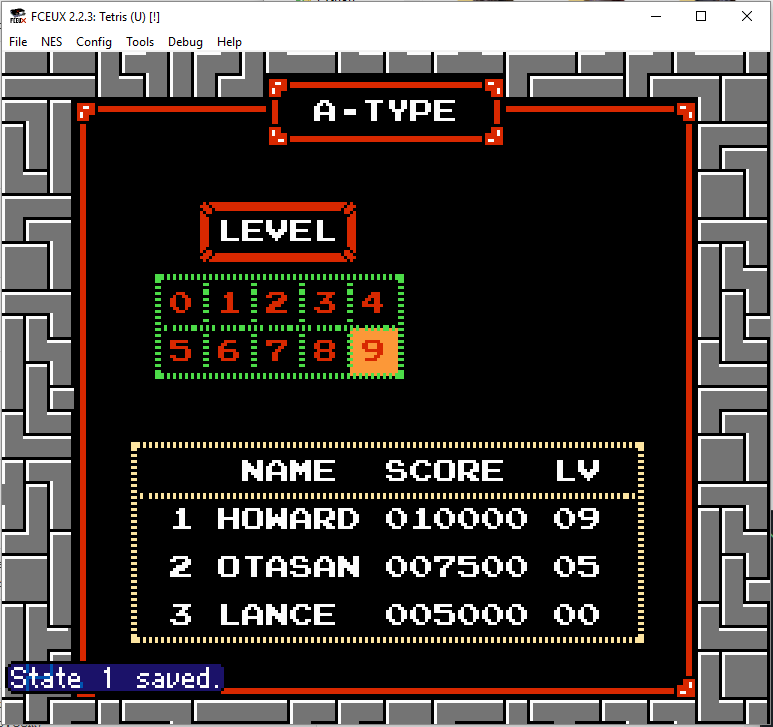 FCEUX 2.2.3: Tetris (U) [!]
File NES Config Tools Debug Help
A-TYPE
LEVEL
0 1 2 3 4
5 6 7 8 9
NAME SCORE LV
1 HOWARD 010000 09
2 OTASAN 007500 05
3 LANCE 005000 00
State 1 saved.